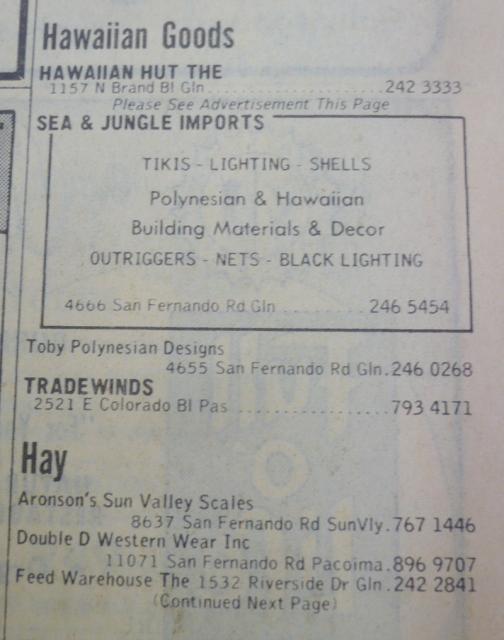 Hawaiian Goods
HAWAIIAN HUT THE
1157 N Brand Bl Gln.....................242 3333
Please See Advertisement This Page
SEA & JUNGLE IMPORTS
TIKIS - LIGHTING - SHELLS
Polynesian & Hawaiian
Building Materials & Decor
OUTRIGGERS - NETS - BLACK LIGHTING
4666 San Fernando Rd Gln.........246 5454
Toby Polynesian Designs
4655 San Fernando Rd Gln.246 0268
TRADEWINDS
2521 E Colorado Bl Pas................793 4171
Hay
Aronson's Sun Valley Scales
8637 San Fernando Rd SunVly.767 1446
Double D Western Wear Inc
11071 San Fernando Rd Pacoima.896 9707
Feed Warehouse The 1532 Riverside Dr Gln.242 2841
(Continued Next Page)